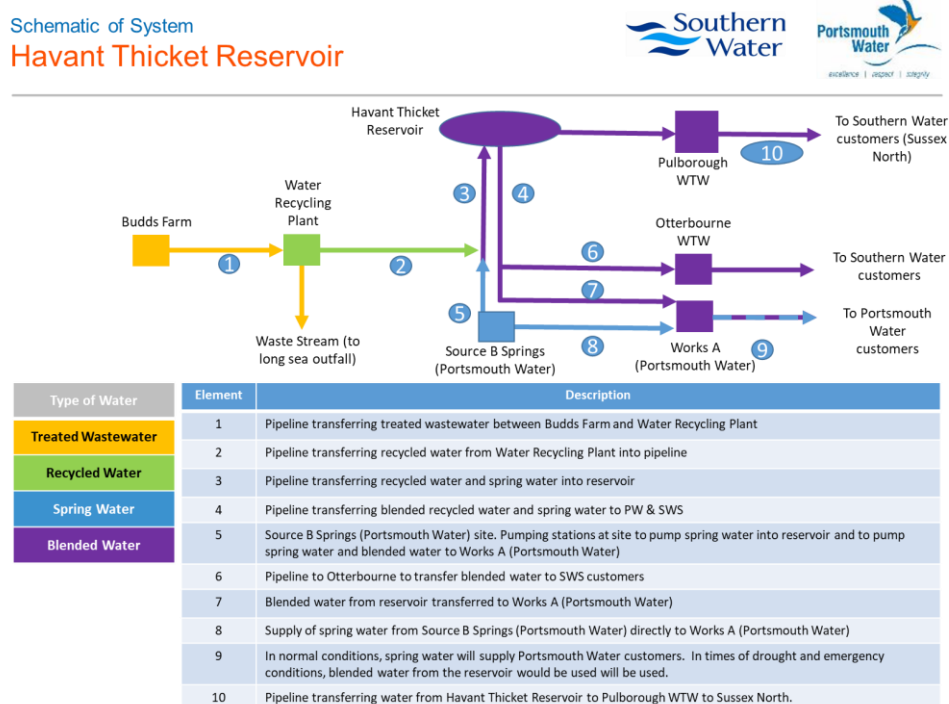 Schematic of System
Havant Thicket Reservoir
Southern
Water
Portsmouth
Water
excellence | respect | integrity
Havant Thicket
Reservoir
Pulborough
WTW
10
To Southern Water
customers (Sussex
North)
Water
Recycling
Plant
Budds Farm
3
4
1
2
Otterbourne
WTW
6
To Southern Water
customers
7
5
8
9
Waste Stream (to
long sea outfall)
Source B Springs
(Portsmouth Water)
Works A
(Portsmouth Water)
To Portsmouth
Water
customers
Type of Water
Treated Wastewater
Recycled Water
Spring Water
Blended Water
Element Description
1 Pipeline transferring treated wastewater between Budds Farm and Water Recycling Plant
2 Pipeline transferring recycled water from Water Recycling Plant into pipeline
3 Pipeline transferring recycled water and spring water into reservoir
4 Pipeline transferring blended recycled water and spring water to PW & SWS
5 Source B Springs (Portsmouth Water) site. Pumping stations at site to pump spring water into reservoir and to pump
spring water and blended water to Works A (Portsmouth Water)
6 Pipeline to Otterbourne to transfer blended water to SWS customers
7 Blended water from reservoir transferred to Works A (Portsmouth Water)
8 Supply of spring water from Source B Springs (Portsmouth Water) directly to Works A (Portsmouth Water)
9 In normal conditions, spring water will supply Portsmouth Water customers. In times of drought and emergency
conditions, blended water from the reservoir would be used will be used.
10 Pipeline transferring water from Havant Thicket Reservoir to Pulborough WTW to Sussex North.